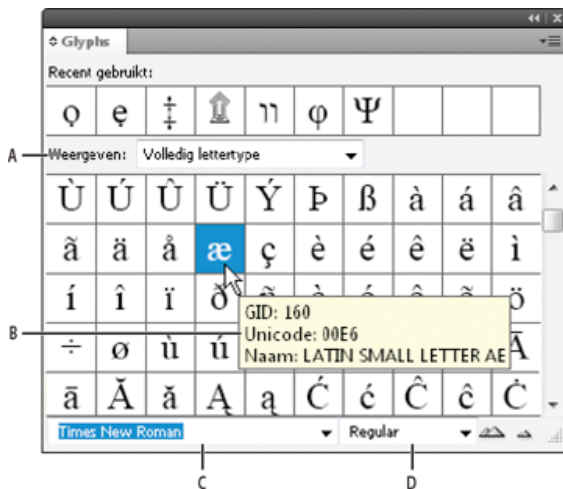 Glyphs
Recent gebruikt:
ọ ẹ ‡ װ φ Ψ
A
Weergeven: Volledig lettertype
Ù Ú Û Ü Ý Þ ß à á â
ã ä å æ ç è é ê ë ì
í î ï ð ö
GID: 160
B
Unicode: 00E6
÷ ø ù ú Ā
Naam: LATIN SMALL LETTER AE
ā Ă ă Ą ą Ć ć Ĉ ĉ Ċ
Times New Roman Regular
C D